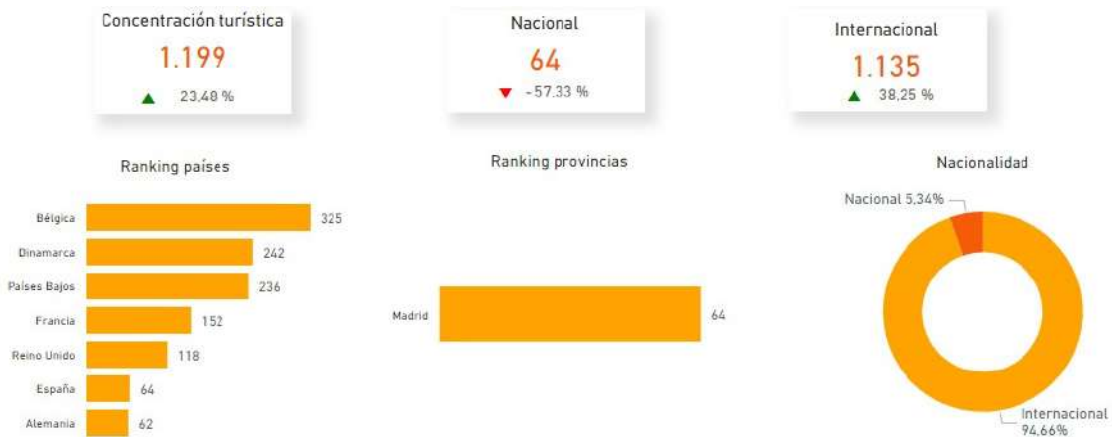 Concentración turística
1.199
▲ 23,48 %
Nacional
64
▼ -57.33 %
Internacional
1.135
▲ 38,25 %
Ranking países
Bélgica 325
Dinamarca 242
Países Bajos 236
Francia 152
Reino Unido 118
España 64
Alemania 62
Ranking provincias
Madrid 64
Nacionalidad
Nacional 5,34%
Internacional
94,66%